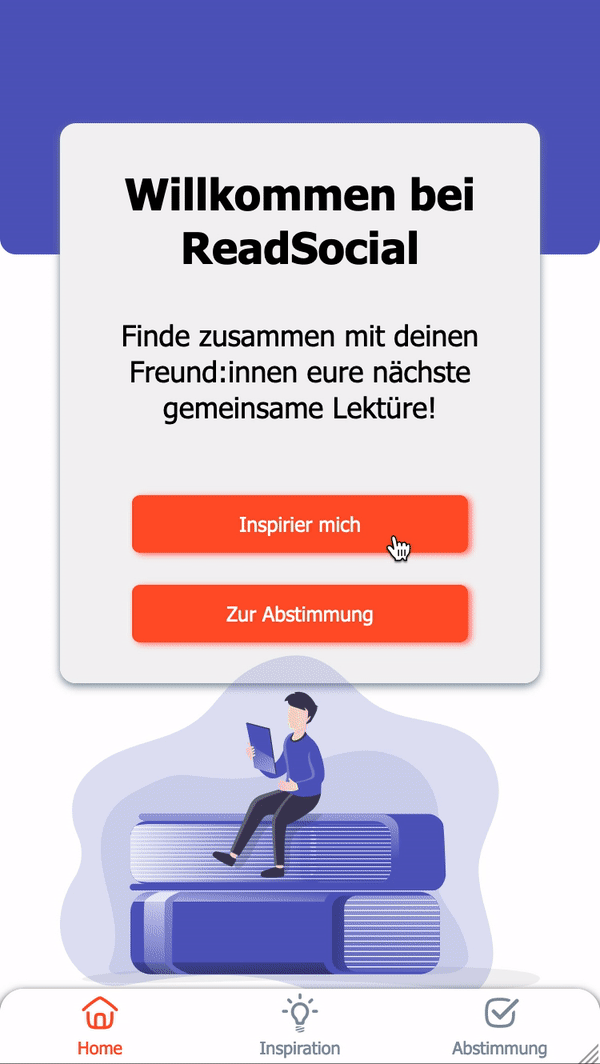 Willkommen bei
ReadSocial
Finde zusammen mit deinen
Freund:innen eure nächste
gemeinsame Lektüre!
Inspirier mich
Zur Abstimmung
Home
Inspiration
Abstimmung